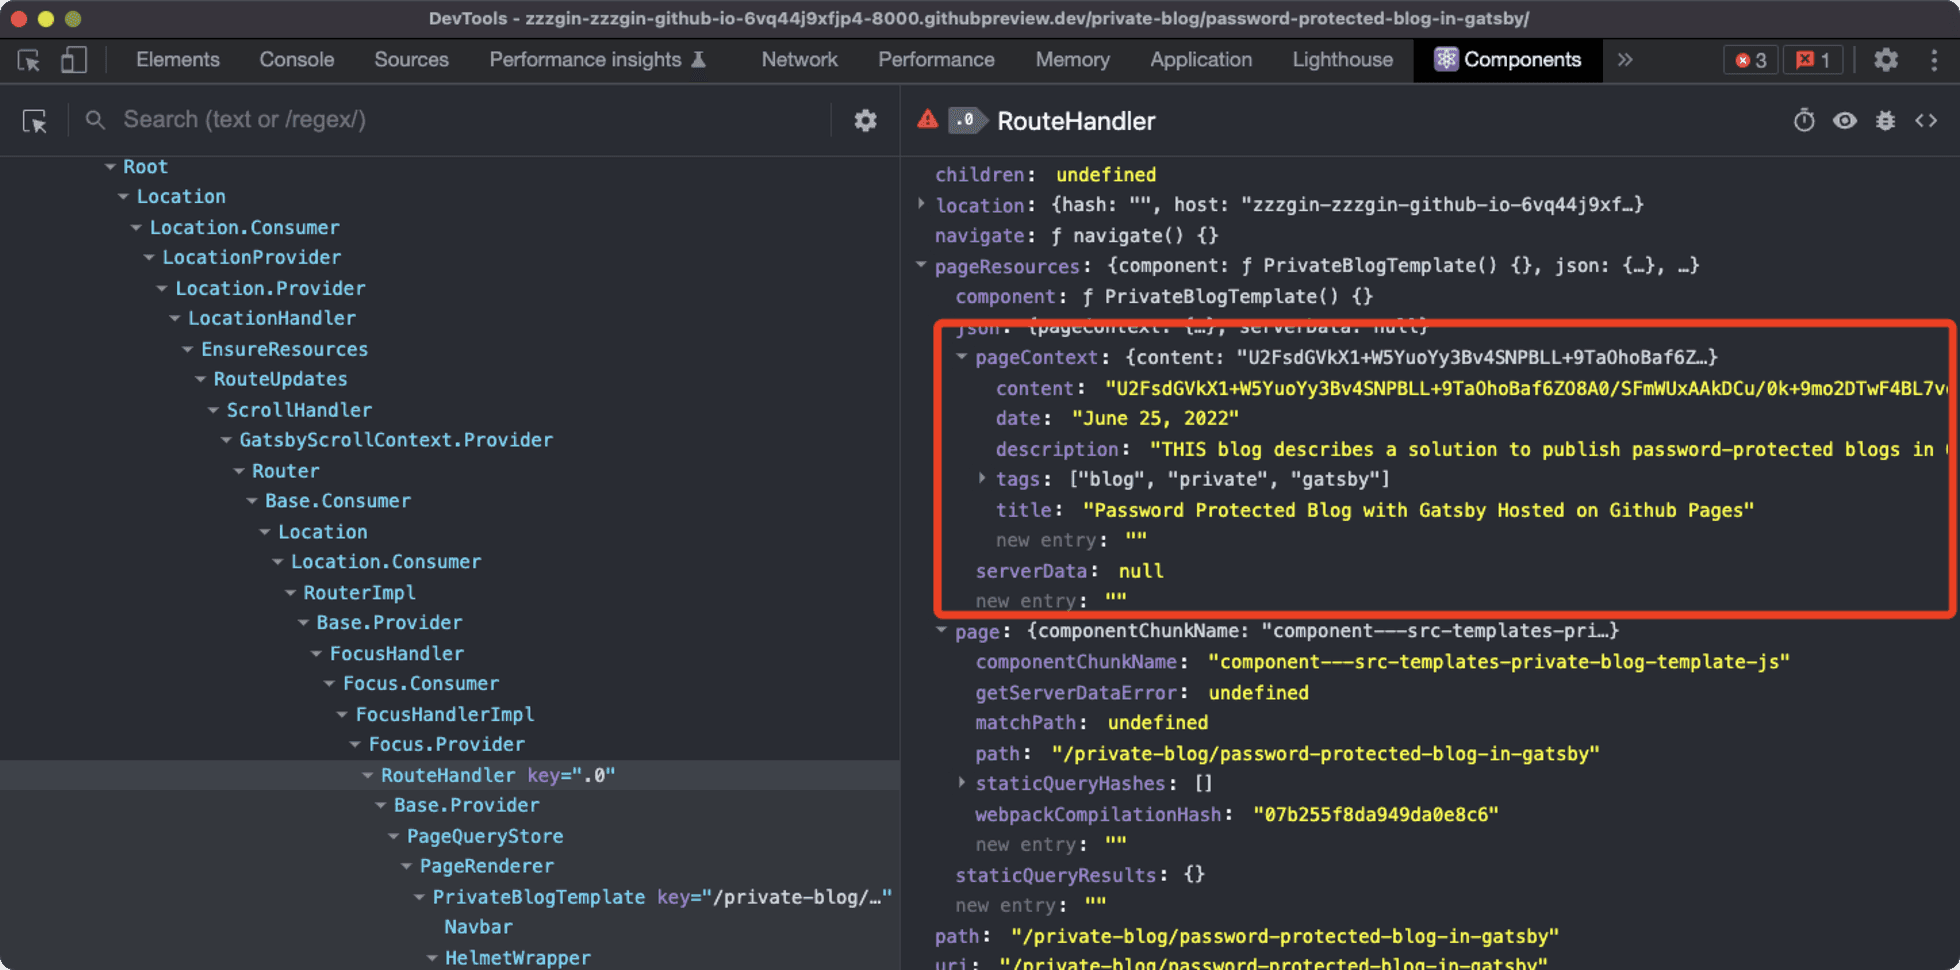 DevTools - zzzgin-zzzgin-github-io-6vq44j9xfjp4-8000.githubpreview.dev/private-blog/password-protected-blog-in-gatsby/
Elements Console Sources Performance insights Network Performance Memory Application Lighthouse Components » 3 1
Search (text or /regex/)
.0 RouteHandler
Root
Location
Location.Consumer
LocationProvider
Location.Provider
LocationHandler
EnsureResources
RouteUpdates
ScrollHandler
GatsbyScrollContext.Provider
Router
Base.Consumer
Location
Location.Consumer
RouterImpl
Base.Provider
FocusHandler
Focus.Consumer
FocusHandlerImpl
Focus.Provider
RouteHandler key=".0"
Base.Provider
PageQueryStore
PageRenderer
PrivateBlogTemplate key="/private-blog/…"
Navbar
HelmetWrapper
children: undefined
location: {hash: "", host: "zzzgin-zzzgin-github-io-6vq44j9xf…}
navigate: ƒ navigate() {}
pageResources: {component: ƒ PrivateBlogTemplate() {}, json: {…}, …}
component: ƒ PrivateBlogTemplate() {}
json: {pageContext: {…}, serverData: null}
pageContext: {content: "U2FsdGVkX1+W5YuoYy3Bv4SNPBLL+9TaOhoBaf6Z…}
content: "U2FsdGVkX1+W5YuoYy3Bv4SNPBLL+9TaOhoBaf6ZO8A0/SFmWUxAAkDCu/0k+9mo2DTwF4BL7v
date: "June 25, 2022"
description: "THIS blog describes a solution to publish password-protected blogs in
tags: ["blog", "private", "gatsby"]
title: "Password Protected Blog with Gatsby Hosted on Github Pages"
new entry: ""
serverData: null
new entry: ""
page: {componentChunkName: "component---src-templates-pri…}
componentChunkName: "component---src-templates-private-blog-template-js"
getServerDataError: undefined
matchPath: undefined
path: "/private-blog/password-protected-blog-in-gatsby"
staticQueryHashes: []
webpackCompilationHash: "07b255f8da949da0e8c6"
new entry: ""
staticQueryResults: {}
new entry: ""
path: "/private-blog/password-protected-blog-in-gatsby"
uri: "/private-blog/password-protected-blog-in-gatsby"